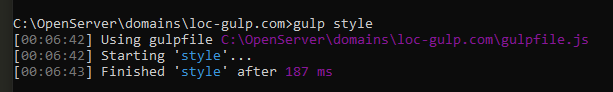 C:\OpenServer\domains\loc-gulp.com>gulp style
[00:06:42] Using gulpfile C:\OpenServer\domains\loc-gulp.com\gulpfile.js
[00:06:42] Starting 'style'...
[00:06:43] Finished 'style' after 187 ms